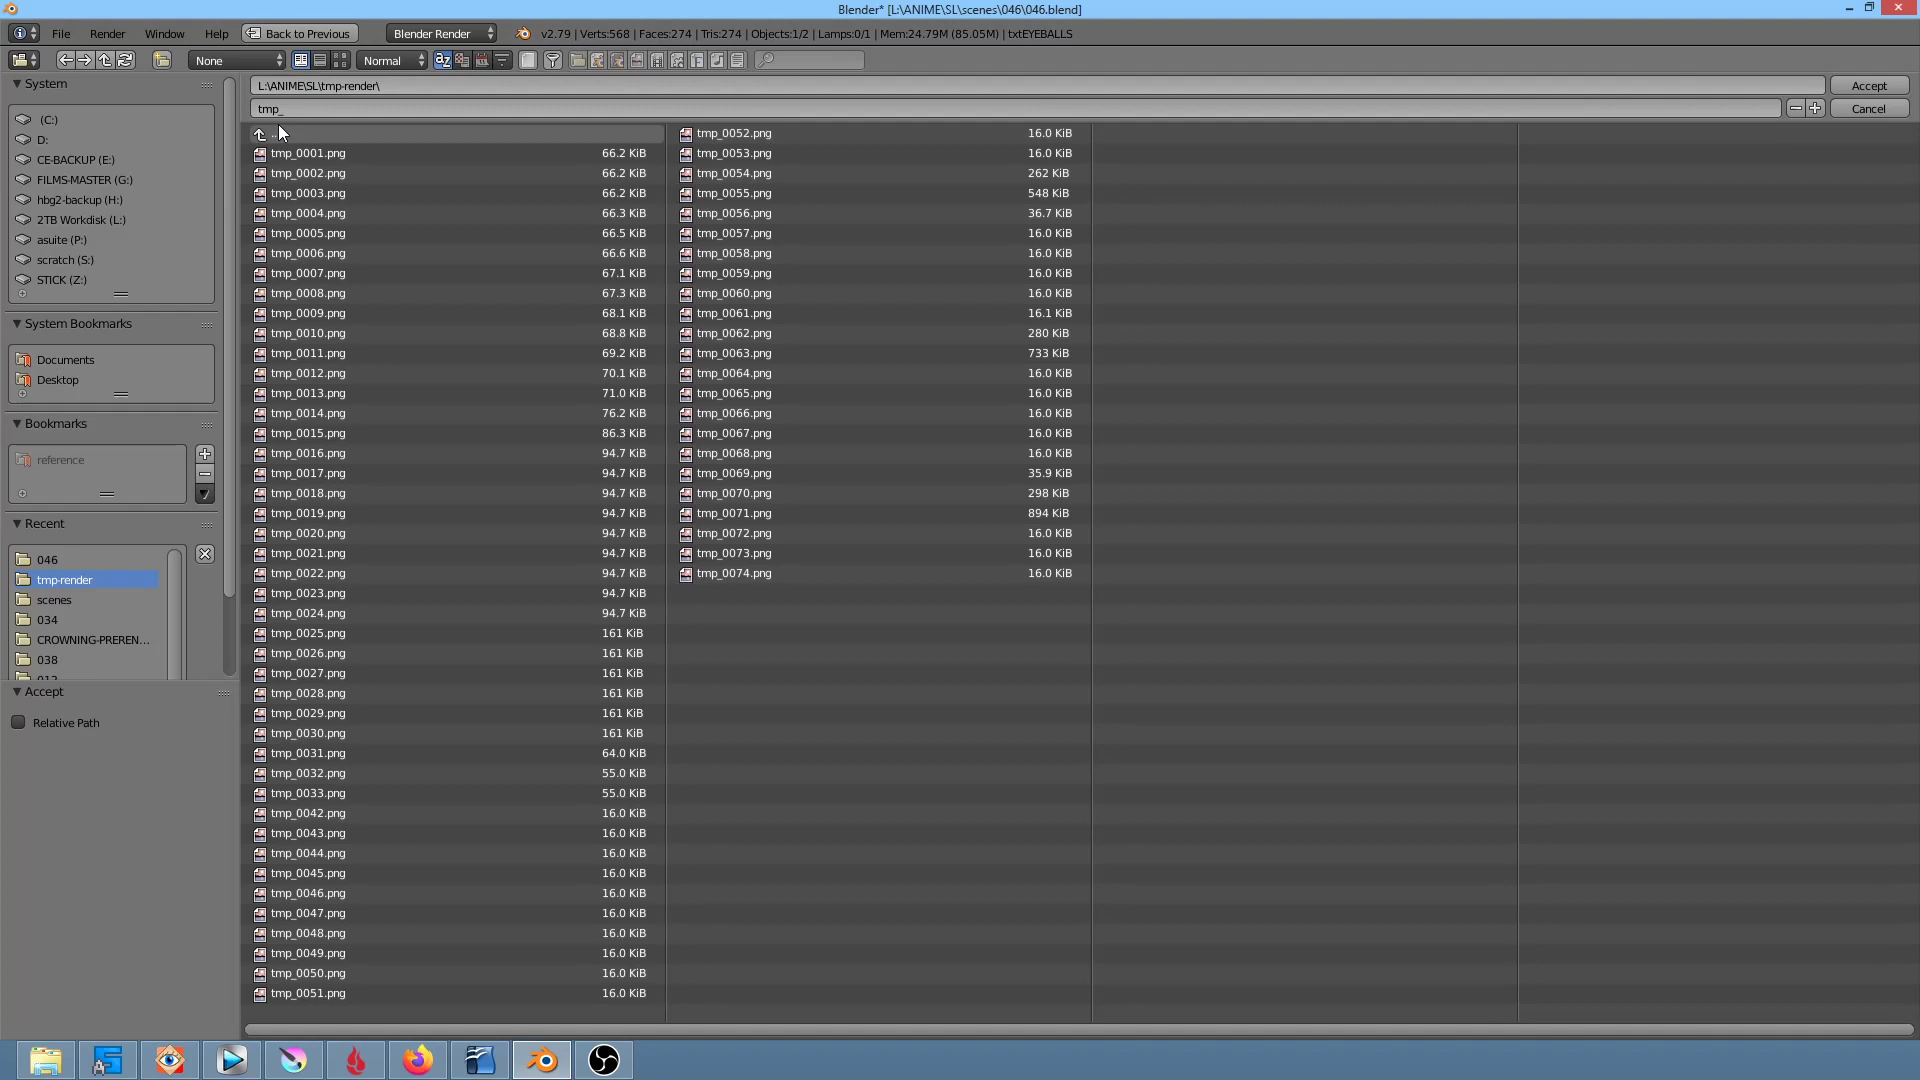 Blender* [L:\ANIME\SL\scenes\046\046.blend]
File Render Window Help Back to Previous Blender Render v2.79 | Verts:568 | Faces:274 | Tris:274 | Objects:1/2 | Lamps:0/1 | Mem:24.79M (85.05M) | txtEYEBALLS
None Normal
System
(C:)
D:
CE-BACKUP (E:)
FILMS-MASTER (G:)
hbg2-backup (H:)
2TB Workdisk (L:)
asuite (P:)
scratch (S:)
STICK (Z:)
System Bookmarks
Documents
Desktop
Bookmarks
reference
Recent
046
tmp-render
scenes
034
CROWNING-PREREN...
038
Accept
Relative Path
L:\ANIME\SL\tmp-render\ Accept
tmp_ Cancel
..
tmp_0001.png 66.2 KiB
tmp_0002.png 66.2 KiB
tmp_0003.png 66.2 KiB
tmp_0004.png 66.3 KiB
tmp_0005.png 66.5 KiB
tmp_0006.png 66.6 KiB
tmp_0007.png 67.1 KiB
tmp_0008.png 67.3 KiB
tmp_0009.png 68.1 KiB
tmp_0010.png 68.8 KiB
tmp_0011.png 69.2 KiB
tmp_0012.png 70.1 KiB
tmp_0013.png 71.0 KiB
tmp_0014.png 76.2 KiB
tmp_0015.png 86.3 KiB
tmp_0016.png 94.7 KiB
tmp_0017.png 94.7 KiB
tmp_0018.png 94.7 KiB
tmp_0019.png 94.7 KiB
tmp_0020.png 94.7 KiB
tmp_0021.png 94.7 KiB
tmp_0022.png 94.7 KiB
tmp_0023.png 94.7 KiB
tmp_0024.png 94.7 KiB
tmp_0025.png 161 KiB
tmp_0026.png 161 KiB
tmp_0027.png 161 KiB
tmp_0028.png 161 KiB
tmp_0029.png 161 KiB
tmp_0030.png 161 KiB
tmp_0031.png 64.0 KiB
tmp_0032.png 55.0 KiB
tmp_0033.png 55.0 KiB
tmp_0042.png 16.0 KiB
tmp_0043.png 16.0 KiB
tmp_0044.png 16.0 KiB
tmp_0045.png 16.0 KiB
tmp_0046.png 16.0 KiB
tmp_0047.png 16.0 KiB
tmp_0048.png 16.0 KiB
tmp_0049.png 16.0 KiB
tmp_0050.png 16.0 KiB
tmp_0051.png 16.0 KiB
tmp_0052.png 16.0 KiB
tmp_0053.png 16.0 KiB
tmp_0054.png 262 KiB
tmp_0055.png 548 KiB
tmp_0056.png 36.7 KiB
tmp_0057.png 16.0 KiB
tmp_0058.png 16.0 KiB
tmp_0059.png 16.0 KiB
tmp_0060.png 16.0 KiB
tmp_0061.png 16.1 KiB
tmp_0062.png 280 KiB
tmp_0063.png 733 KiB
tmp_0064.png 16.0 KiB
tmp_0065.png 16.0 KiB
tmp_0066.png 16.0 KiB
tmp_0067.png 16.0 KiB
tmp_0068.png 16.0 KiB
tmp_0069.png 35.9 KiB
tmp_0070.png 298 KiB
tmp_0071.png 894 KiB
tmp_0072.png 16.0 KiB
tmp_0073.png 16.0 KiB
tmp_0074.png 16.0 KiB